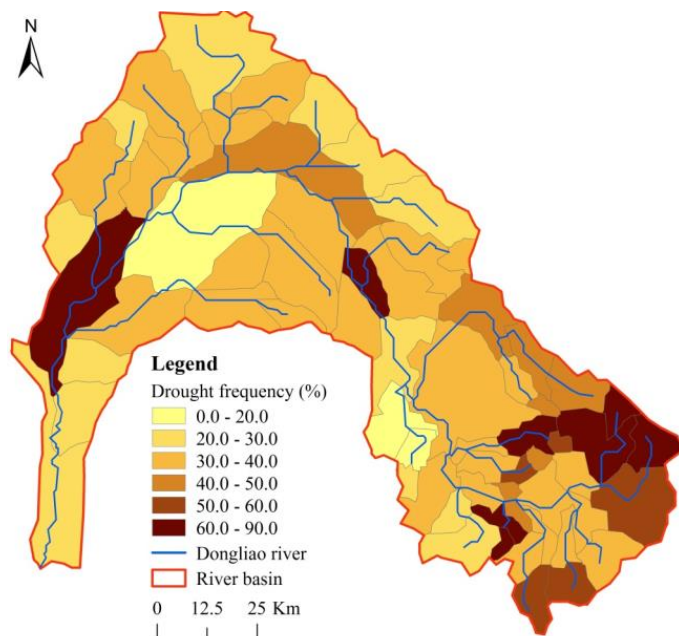 N
Legend
Drought frequency (%)
0.0 - 20.0
20.0 - 30.0
30.0 - 40.0
40.0 - 50.0
50.0 - 60.0
60.0 - 90.0
Dongliao river
River basin
0 12.5 25 Km